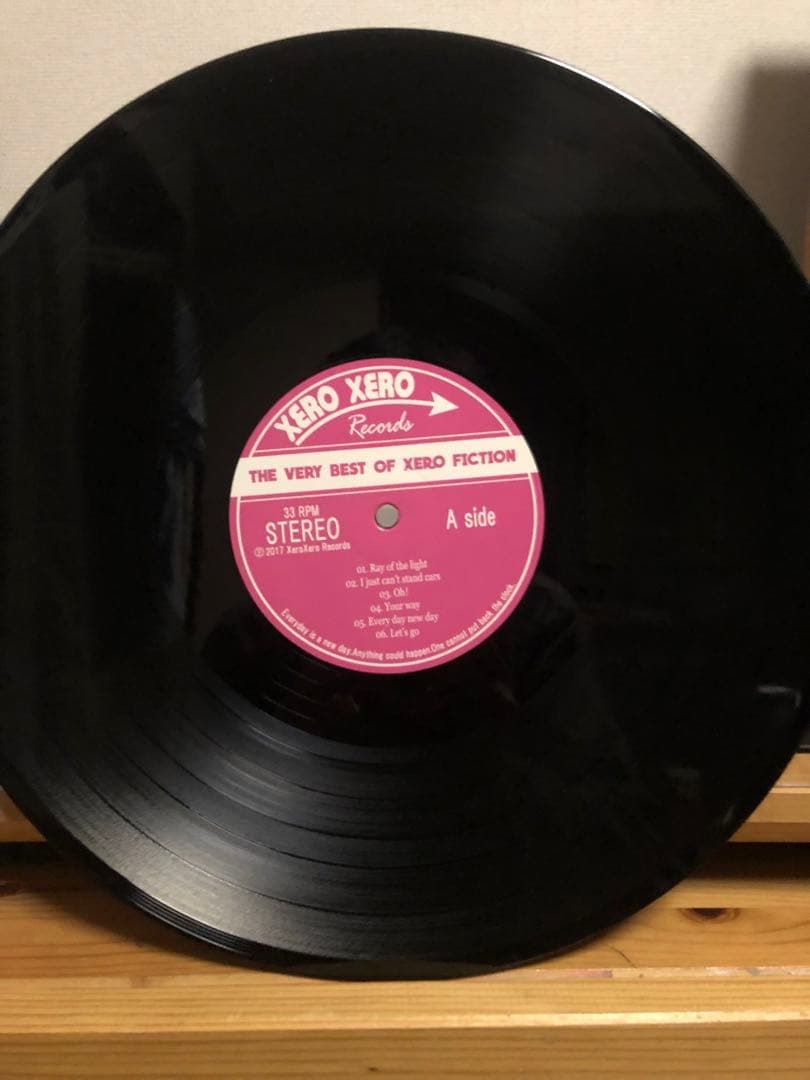 XERO XERO
Records
THE VERY BEST OF XERO FICTION
33 RPM
STEREO
℗ 2017 XeroXero Records
A side
01. Ray of the light
02. I just can't stand cars
03. Oh!
04. Your way
05. Every day new day
06. Let's go
Everyday is a new day.Anything could happen.One cannot put back the clock.